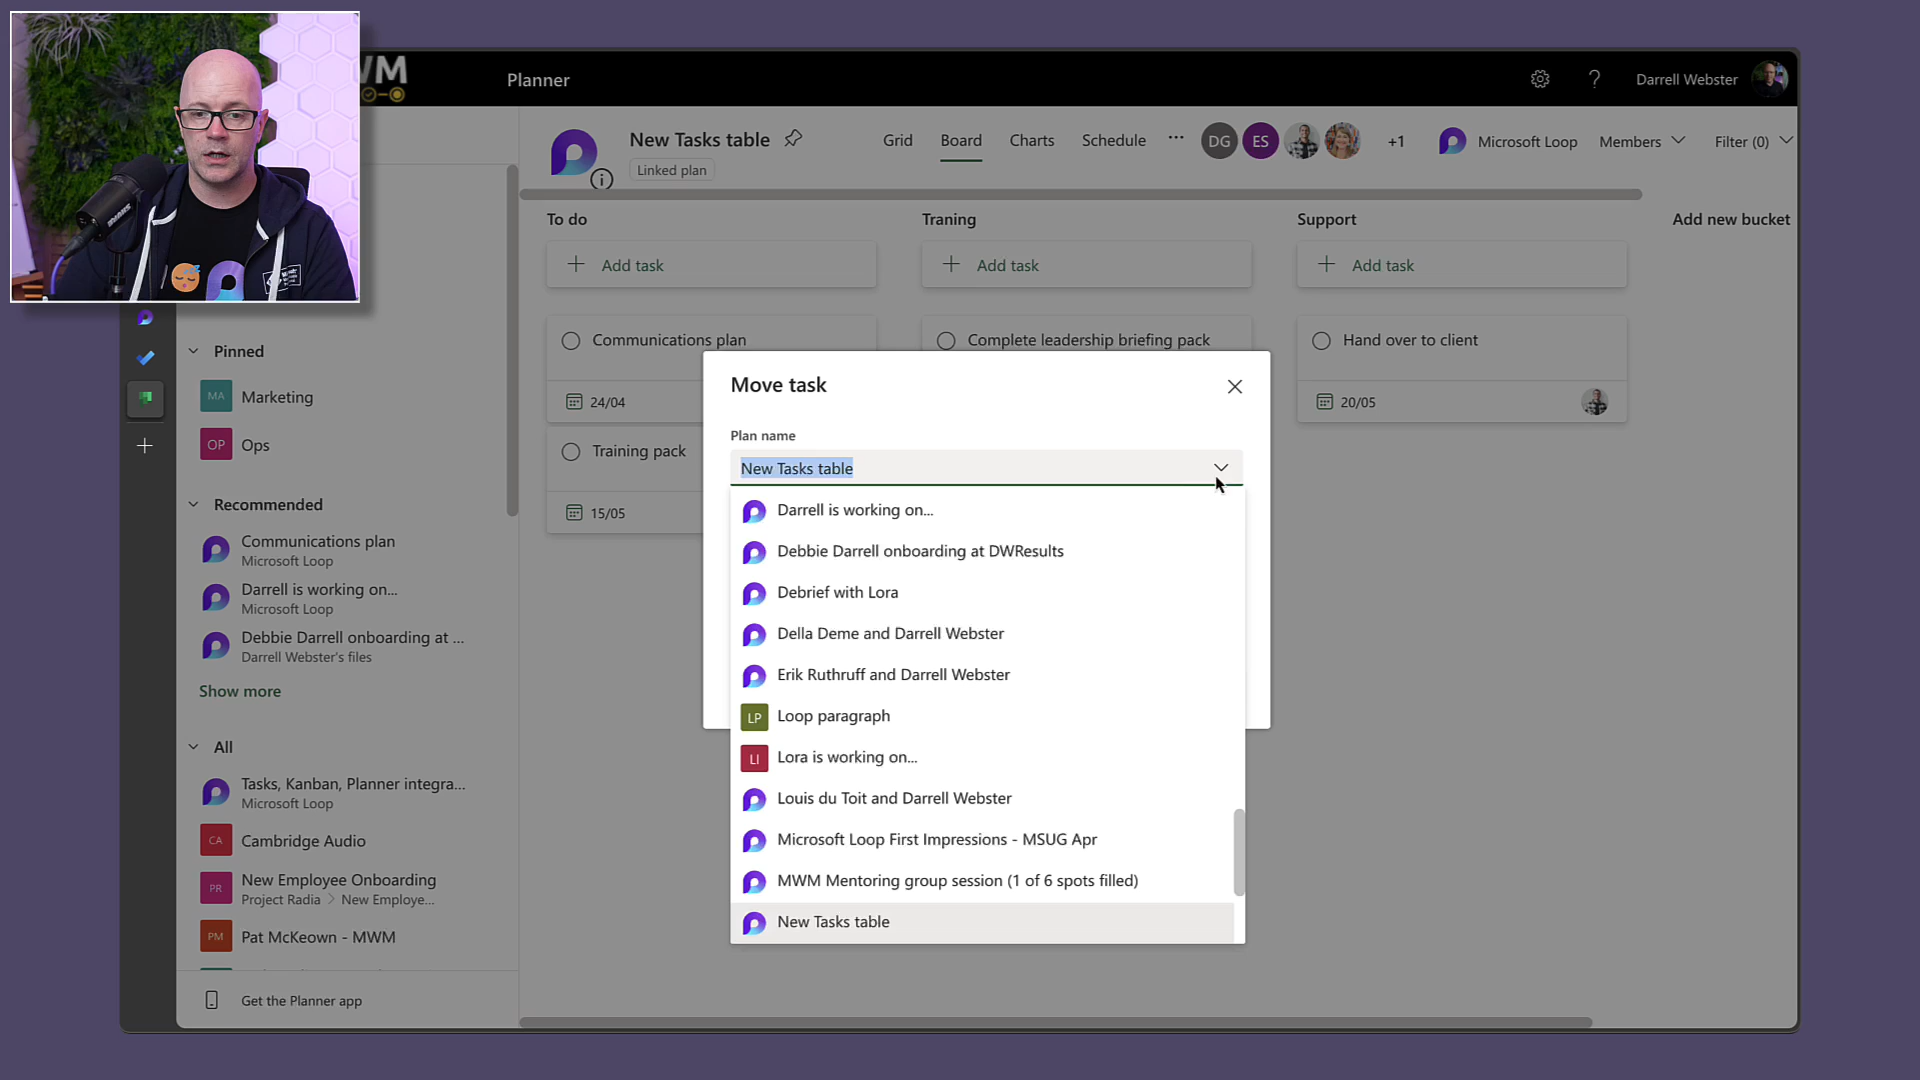 Planner
Darrell Webster
New Tasks table
Linked plan
Grid
Board
Charts
Schedule
DG
ES
+1
Microsoft Loop
Members
Filter (0)
To do
Traning
Support
Add new bucket
Add task
Add task
Add task
Communications plan
Complete leadership briefing pack
Hand over to client
24/04
20/05
Training pack
15/05
Pinned
MA
Marketing
OP
Ops
Recommended
Communications plan
Microsoft Loop
Darrell is working on...
Microsoft Loop
Debbie Darrell onboarding at ...
Darrell Webster's files
Show more
All
Tasks, Kanban, Planner integra...
Microsoft Loop
CA
Cambridge Audio
PR
New Employee Onboarding
Project Radia > New Employe...
PM
Pat McKeown - MWM
Get the Planner app
Move task
Plan name
New Tasks table
Darrell is working on...
Debbie Darrell onboarding at DWResults
Debrief with Lora
Della Deme and Darrell Webster
Erik Ruthruff and Darrell Webster
LP
Loop paragraph
LI
Lora is working on...
Louis du Toit and Darrell Webster
Microsoft Loop First Impressions - MSUG Apr
MWM Mentoring group session (1 of 6 spots filled)
New Tasks table